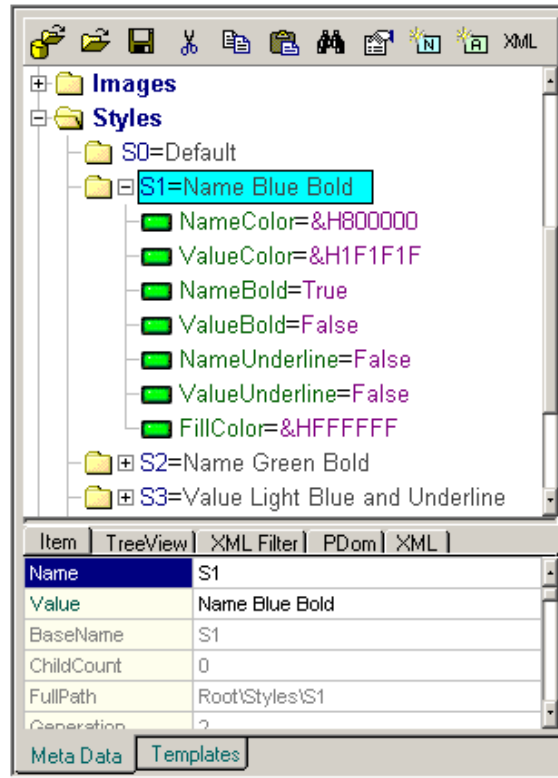 N A XML
Images
Styles
S0=Default
S1=Name Blue Bold
NameColor=&H800000
ValueColor=&H1F1F1F
NameBold=True
ValueBold=False
NameUnderline=False
ValueUnderline=False
FillColor=&HFFFFFF
S2=Name Green Bold
S3=Value Light Blue and Underline
Item TreeView XML Filter PDom XML
Name S1
Value Name Blue Bold
BaseName S1
ChildCount 0
FullPath Root\Styles\S1
Generation 2
Meta Data Templates